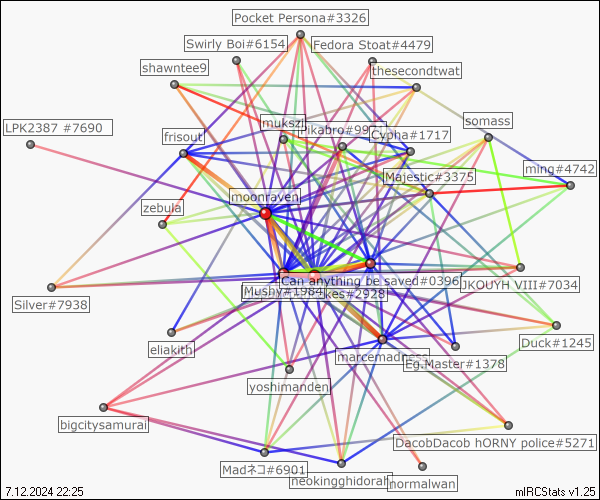 Pocket Persona#3326
Swirly Boi#6154
Fedora Stoat#4479
shawntee9
thesecondtwat
LPK2387 #7690
mukszi
somass
frisout
Cypha#1717
ming#4742
Majestic#3375
moonraven
zebula
Can anything be saved#0396
JKOUYH VIII#7034
Mushy#1984
kes#2928
Silver#7938
eliakith
marcemadness
Duck#1245
Eg.Master#1378
yoshimanden
bigcitysamurai
DacobDacob hORNY police#5271
Madネコ#6901
neokingghidorah
normalwan
7.12.2024 22:25
mIRCStats v1.25